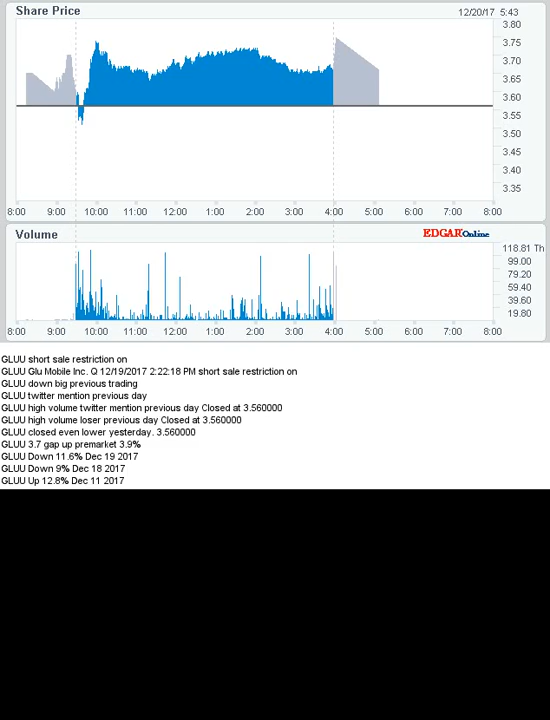 Share Price
12/20/17 5:43
3.80
3.75
3.70
3.65
3.60
3.55
3.50
3.45
3.40
3.35
8:00 9:00 10:00 11:00 12:00 1:00 2:00 3:00 4:00 5:00 6:00 7:00 8:00
Volume
EDGAR Online
118.81 Th
99.00
79.20
59.40
39.60
19.80
8:00 9:00 10:00 11:00 12:00 1:00 2:00 3:00 4:00 5:00 6:00 7:00 8:00
GLUU short sale restriction on
GLUU Glu Mobile Inc. Q 12/19/2017 2:22:18 PM short sale restriction on
GLUU down big previous trading
GLUU twitter mention previous day
GLUU high volume twitter mention previous day Closed at 3.560000
GLUU high volume loser previous day Closed at 3.560000
GLUU closed even lower yesterday. 3.560000
GLUU 3.7 gap up premarket 3.9%
GLUU Down 11.6% Dec 19 2017
GLUU Down 9% Dec 18 2017
GLUU Up 12.8% Dec 11 2017